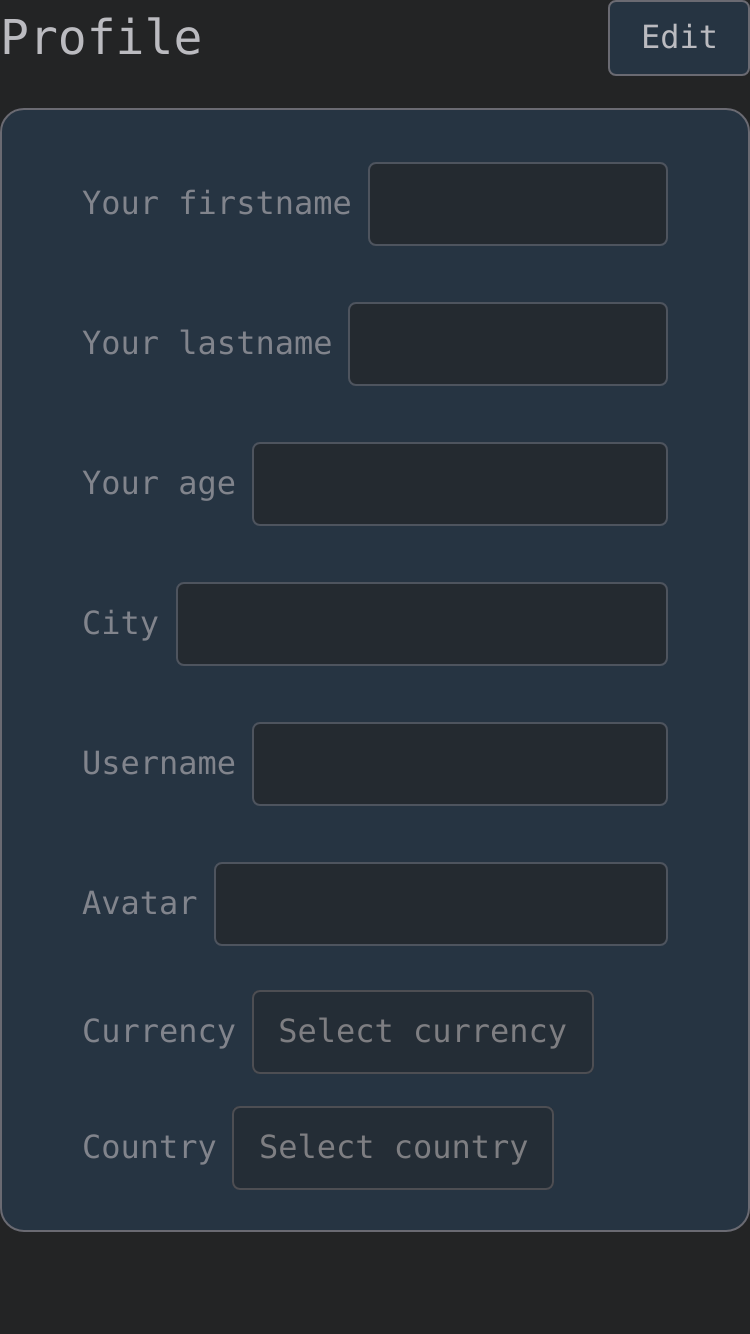 Profile
Edit
Your firstname
Your lastname
Your age
City
Username
Avatar
Currency Select currency
Country Select country